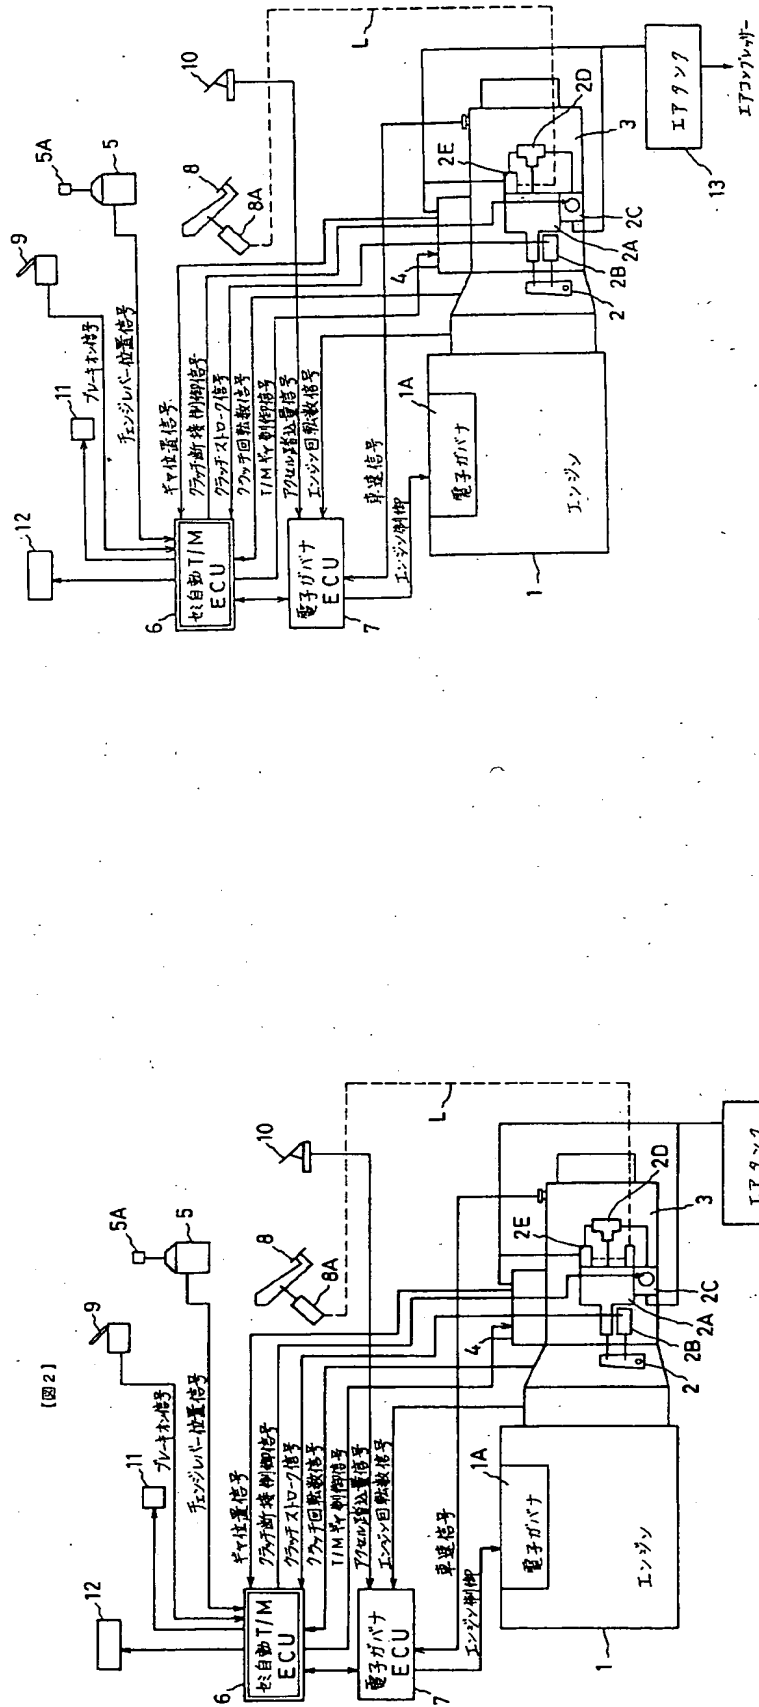 12
11
9
5A
5
ブレーキオン信号
チェンジレバー位置信号
セミ自動T/M
ECU
6
電子ガバナ
ECU
7
ギヤ位置信号
クラッチ断接制御信号
クラッチストローク信号
クラッチ回転数信号
T/Mギヤ制御信号
アクセル踏込量信号
エンジン回転数信号
車速信号
エンジン制御
8
8A
10
L
1A
電子ガバナ
エンジン
1
4
2E
2D
3
2C
2A
2B
2
エアタンク
13
エアコンプレッサー
[図2]
12
11
9
5A
5
ブレーキオン信号
チェンジレバー位置信号
セミ自動T/M
ECU
6
電子ガバナ
ECU
7
ギヤ位置信号
クラッチ断接制御信号
クラッチストローク信号
クラッチ回転数信号
T/Mギヤ制御信号
アクセル踏込量信号
エンジン回転数信号
車速信号
エンジン制御
8
8A
10
L
1A
電子ガバナ
エンジン
1
4
2E
2D
3
2C
2A
2B
2
エアタンク